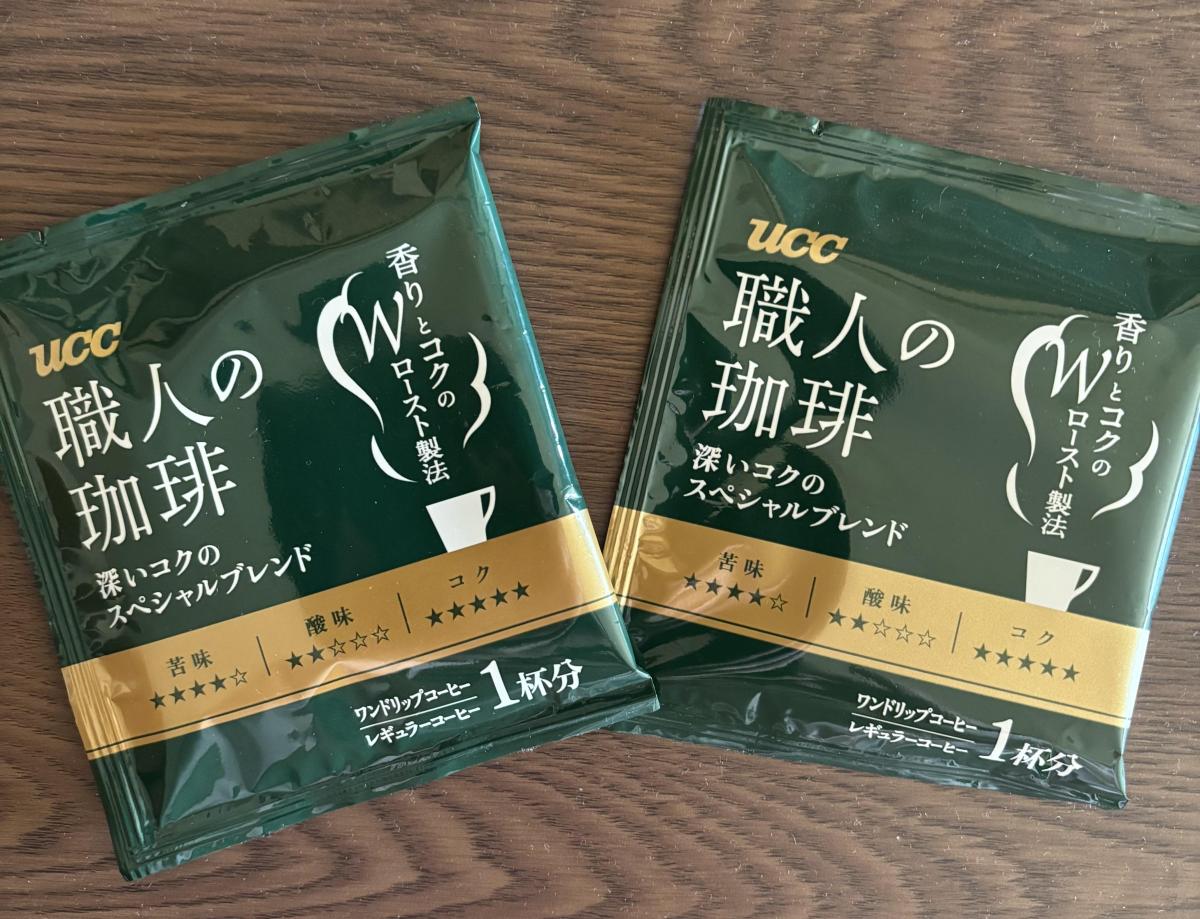 ucc
職人の
珈琲
深いコクの
スペシャルブレンド
香りとコクの
Wロースト製法
苦味
★★★★☆
酸味
★★☆☆☆
コク
★★★★★
ワンドリップコーヒー
レギュラーコーヒー
1杯分
ucc
職人の
珈琲
深いコクの
スペシャルブレンド
香りとコクの
Wロースト製法
苦味
★★★★☆
酸味
★★☆☆☆
コク
★★★★★
ワンドリップコーヒー
レギュラーコーヒー
1杯分